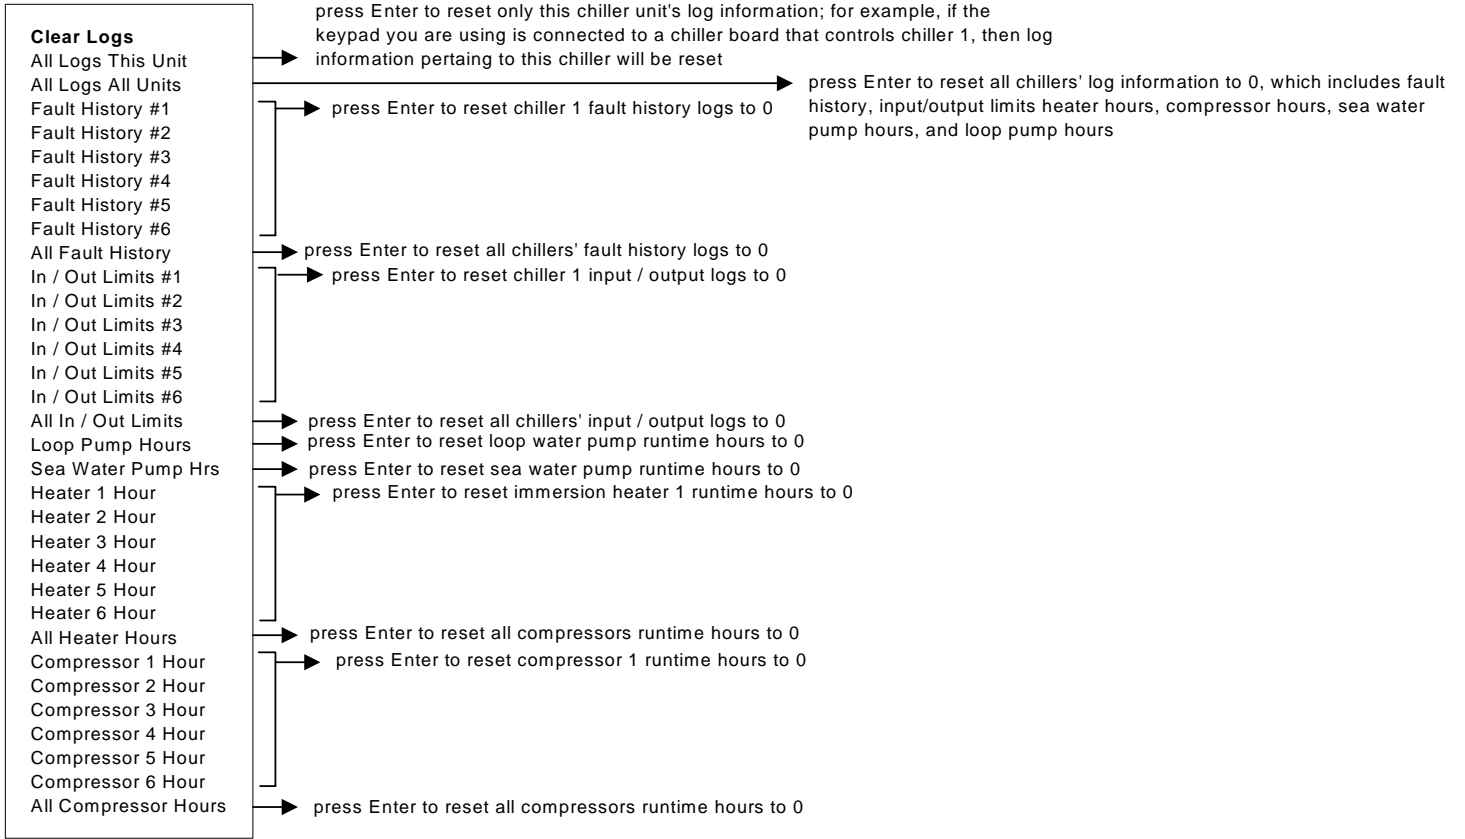 press Enter to reset only this chiller unit's log information; for example, if the
keypad you are using is connected to a chiller board that controls chiller 1, then log
information pertaing to this chiller will be reset
Clear Logs
All Logs This Unit
All Logs All Units
press Enter to reset all chillers' log information to 0, which includes fault
history, input/output limits heater hours, compressor hours, sea water
pump hours, and loop pump hours
Fault History #1
press Enter to reset chiller 1 fault history logs to 0
Fault History #2
Fault History #3
Fault History #4
Fault History #5
Fault History #6
All Fault History
press Enter to reset all chillers' fault history logs to 0
In / Out Limits #1
press Enter to reset chiller 1 input / output logs to 0
In / Out Limits #2
In / Out Limits #3
In / Out Limits #4
In / Out Limits #5
In / Out Limits #6
All In / Out Limits
press Enter to reset all chillers' input / output logs to 0
Loop Pump Hours
press Enter to reset loop water pump runtime hours to 0
Sea Water Pump Hrs
press Enter to reset sea water pump runtime hours to 0
Heater 1 Hour
press Enter to reset immersion heater 1 runtime hours to 0
Heater 2 Hour
Heater 3 Hour
Heater 4 Hour
Heater 5 Hour
Heater 6 Hour
All Heater Hours
press Enter to reset all compressors runtime hours to 0
Compressor 1 Hour
press Enter to reset compressor 1 runtime hours to 0
Compressor 2 Hour
Compressor 3 Hour
Compressor 4 Hour
Compressor 5 Hour
Compressor 6 Hour
All Compressor Hours
press Enter to reset all compressors runtime hours to 0